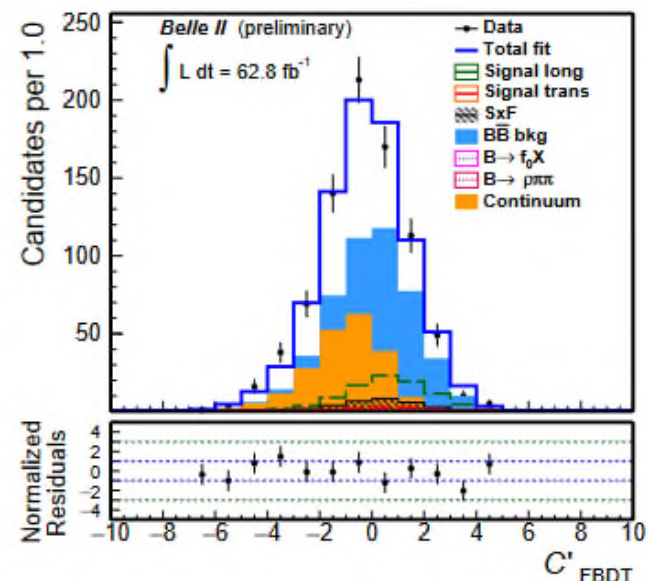 Belle II (preliminary)
∫ L dt = 62.8 fb⁻¹
Data
Total fit
Signal long
Signal trans
SxF
BB̅ bkg
B→ f₀X
B→ ρππ
Continuum
Candidates per 1.0
250
200
150
100
50
Normalized
Residuals
4
2
0
−2
−4
−10 −8 −6 −4 −2 0 2 4 6 8 10
C'FBDT